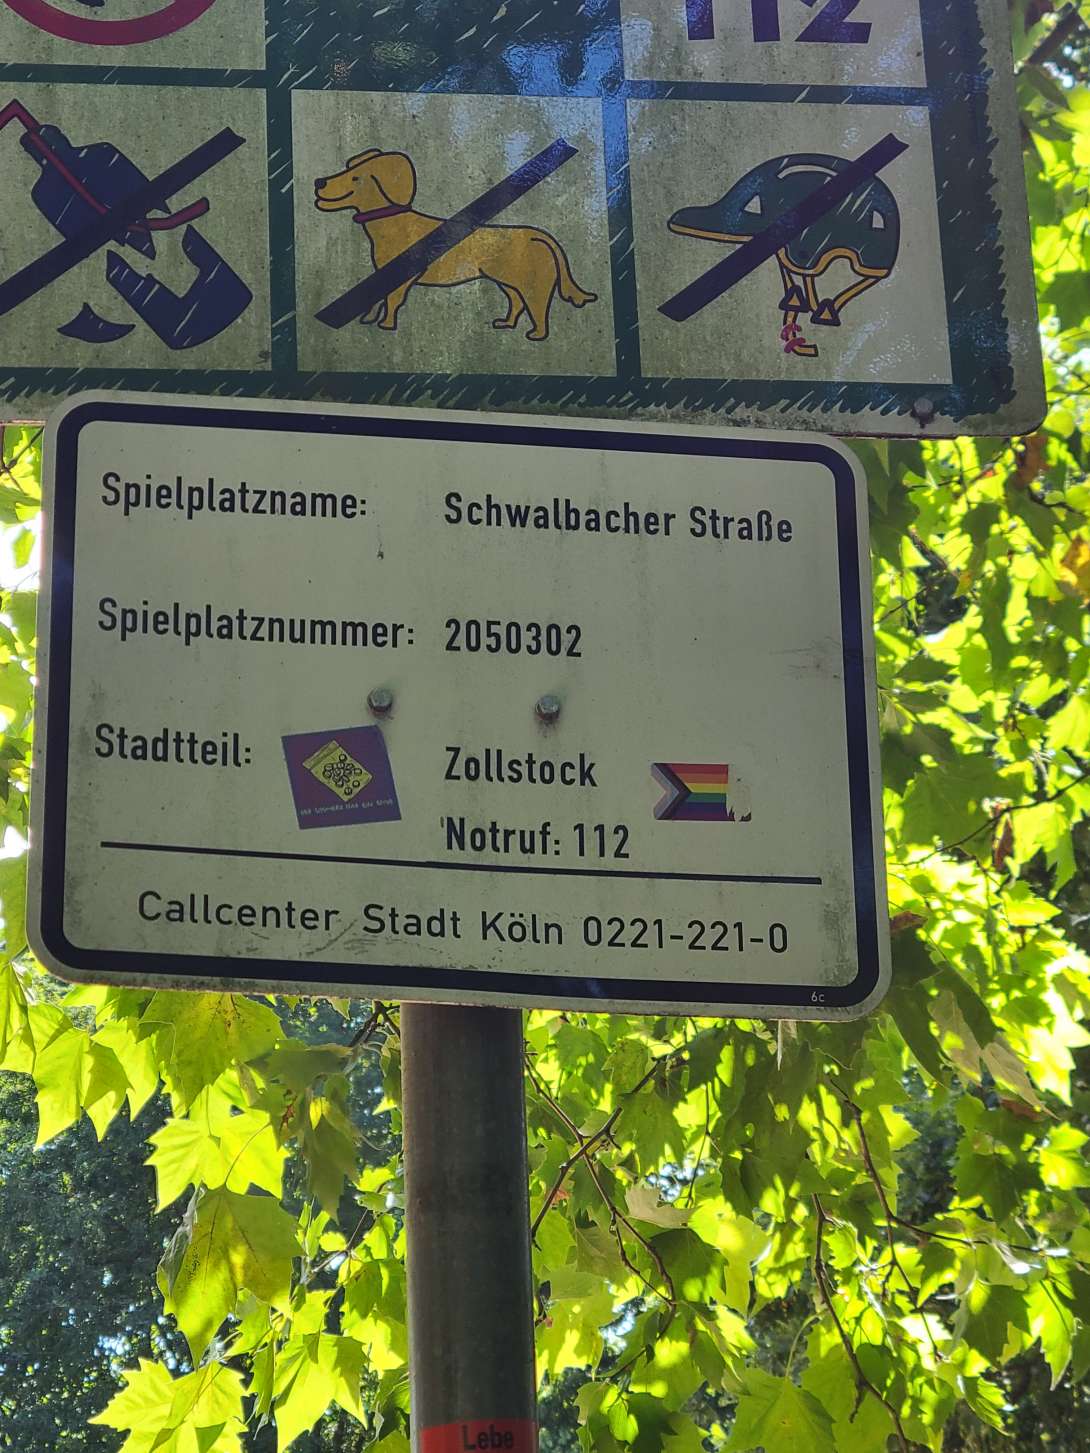 112
Spielplatzname: Schwalbacher Straße
Spielplatznummer: 2050302
Stadtteil: Zollstock
Notruf: 112
Callcenter Stadt Köln 0221-221-0
6c
Lebe